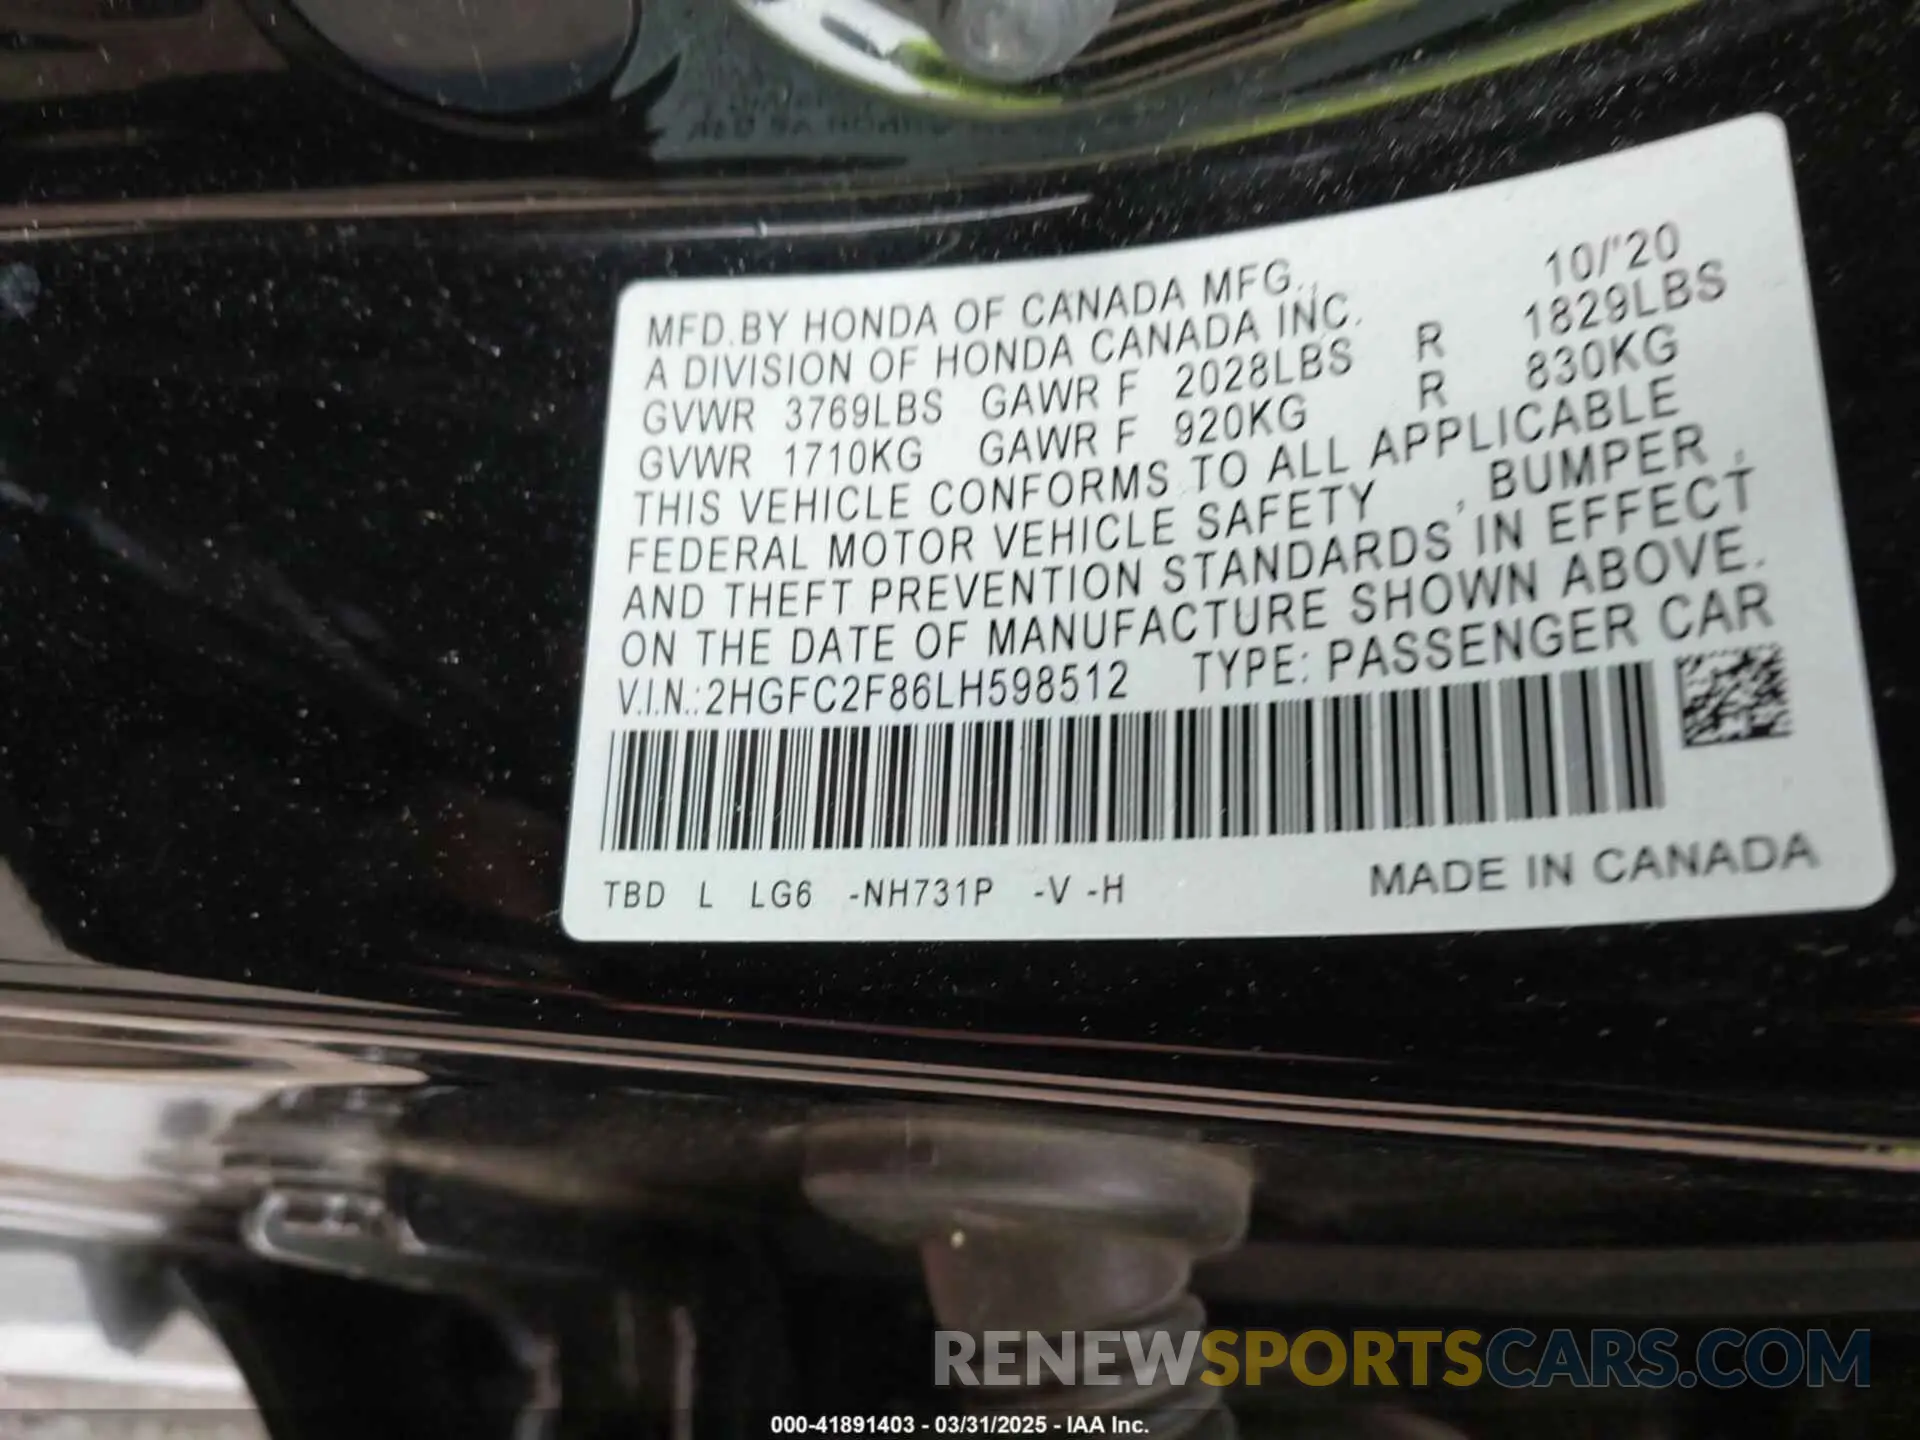 MFD.BY HONDA OF CANADA MFG., 10/'20
A DIVISION OF HONDA CANADA INC.
GVWR 3769LBS GAWR F 2028LBS R 1829LBS
GVWR 1710KG GAWR F 920KG R 830KG
THIS VEHICLE CONFORMS TO ALL APPLICABLE
FEDERAL MOTOR VEHICLE SAFETY , BUMPER ,
AND THEFT PREVENTION STANDARDS IN EFFECT
ON THE DATE OF MANUFACTURE SHOWN ABOVE.
V.I.N.:2HGFC2F86LH598512 TYPE: PASSENGER CAR
TBD L LG6 -NH731P -V -H MADE IN CANADA
RENEWSPORTSCARS.COM
000-41891403 - 03/31/2025 - IAA Inc.